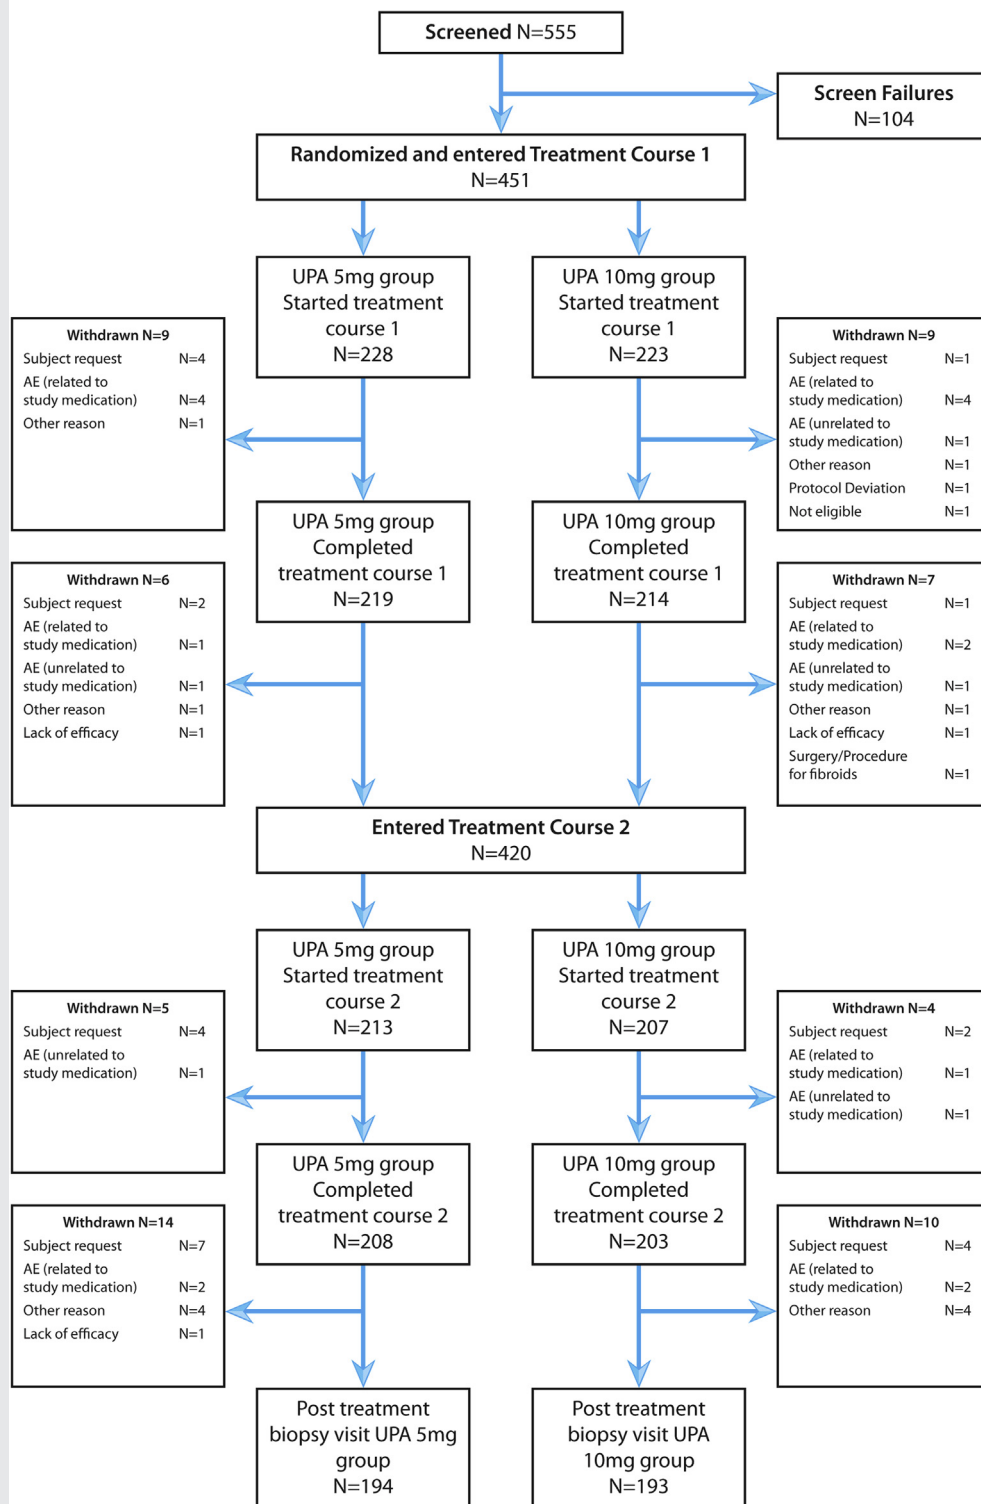 Screened N=555
Screen Failures
N=104
Randomized and entered Treatment Course 1
N=451
UPA 5mg group
Started treatment
course 1
N=228
UPA 10mg group
Started treatment
course 1
N=223
Withdrawn N=9
Subject request N=4
AE (related to
study medication) N=4
Other reason N=1
Withdrawn N=9
Subject request N=1
AE (related to
study medication) N=4
AE (unrelated to
study medication) N=1
Other reason N=1
Protocol Deviation N=1
Not eligible N=1
UPA 5mg group
Completed
treatment course 1
N=219
UPA 10mg group
Completed
treatment course 1
N=214
Withdrawn N=6
Subject request N=2
AE (related to
study medication) N=1
AE (unrelated to
study medication) N=1
Other reason N=1
Lack of efficacy N=1
Withdrawn N=7
Subject request N=1
AE (related to
study medication) N=2
AE (unrelated to
study medication) N=1
Other reason N=1
Lack of efficacy N=1
Surgery/Procedure
for fibroids N=1
Entered Treatment Course 2
N=420
UPA 5mg group
Started treatment
course 2
N=213
UPA 10mg group
Started treatment
course 2
N=207
Withdrawn N=5
Subject request N=4
AE (unrelated to
study medication) N=1
Withdrawn N=4
Subject request N=2
AE (related to
study medication) N=1
AE (unrelated to
study medication) N=1
UPA 5mg group
Completed
treatment course 2
N=208
UPA 10mg group
Completed
treatment course 2
N=203
Withdrawn N=14
Subject request N=7
AE (related to
study medication) N=2
Other reason N=4
Lack of efficacy N=1
Withdrawn N=10
Subject request N=4
AE (related to
study medication) N=2
Other reason N=4
Post treatment
biopsy visit UPA 5mg
group
N=194
Post treatment
biopsy visit UPA
10mg group
N=193